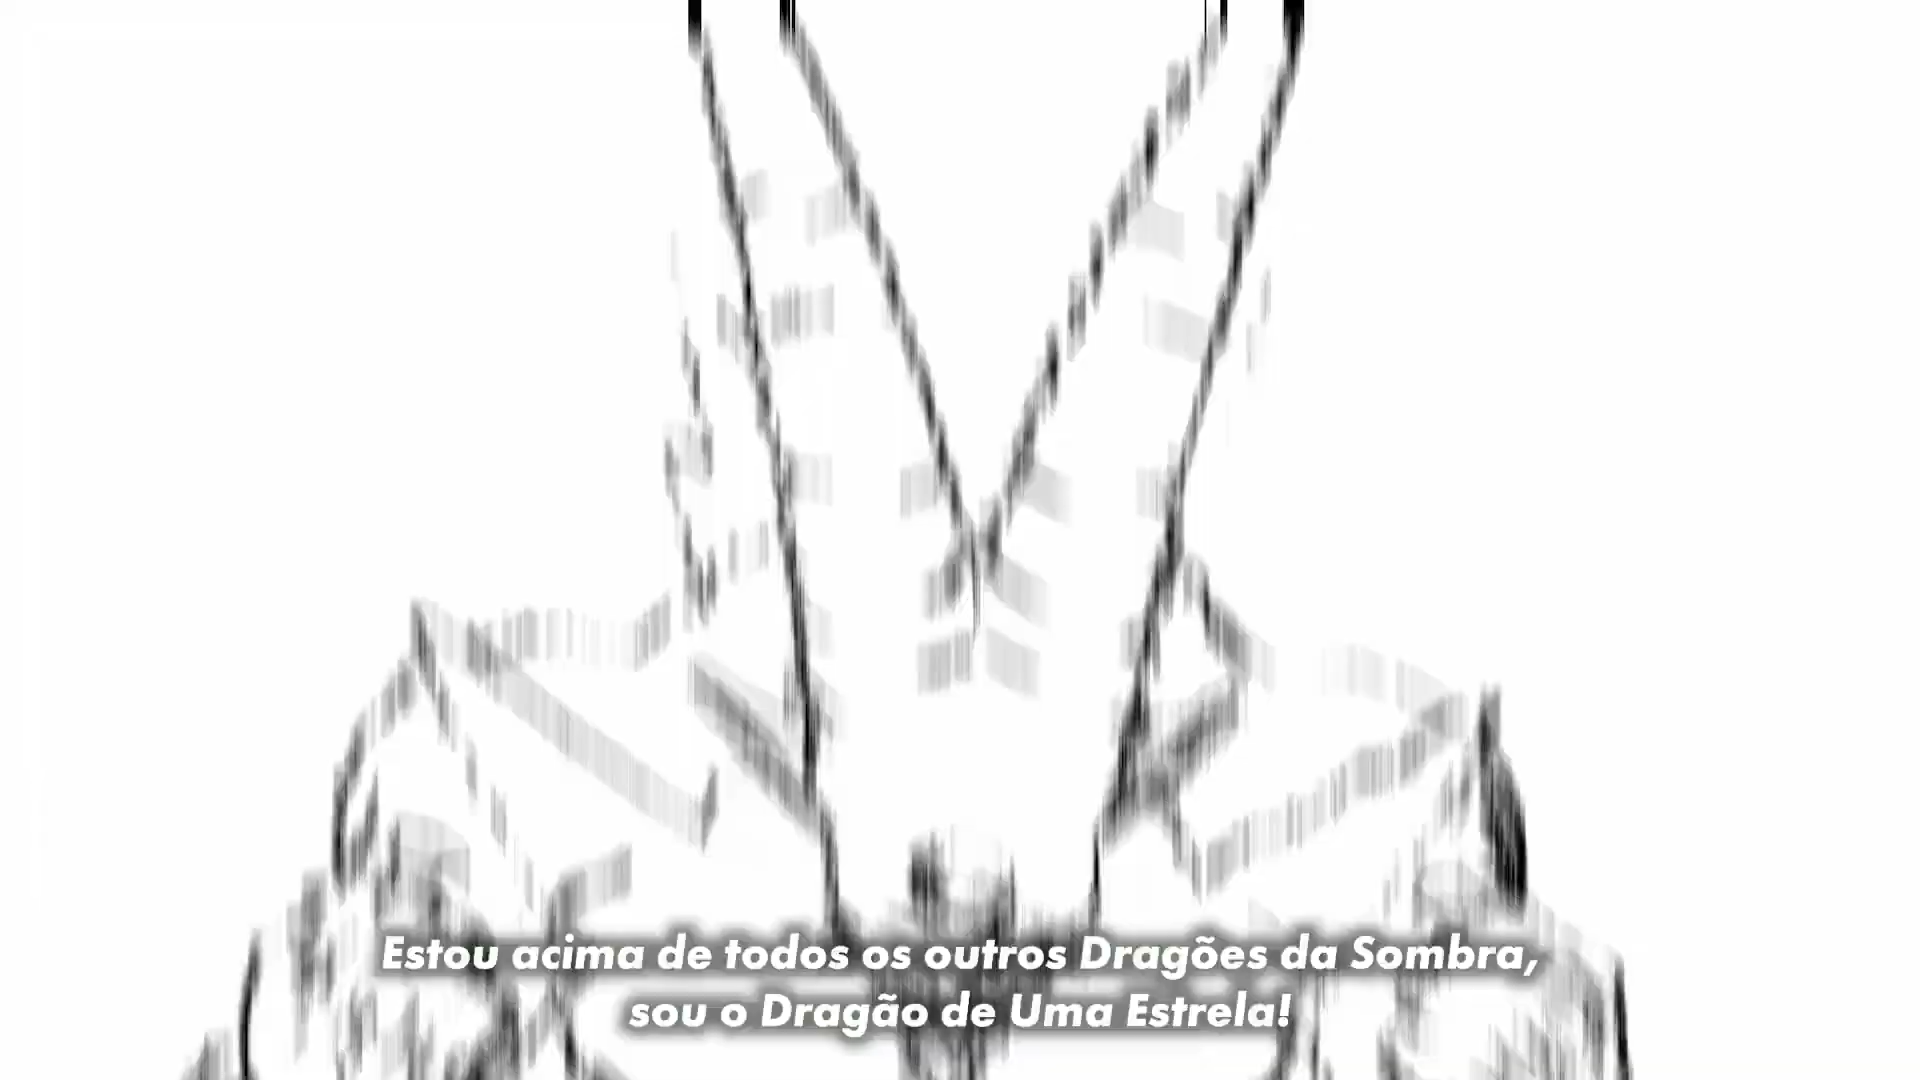 Estou acima de todos os outros Dragões da Sombra,
sou o Dragão de Uma Estrela!